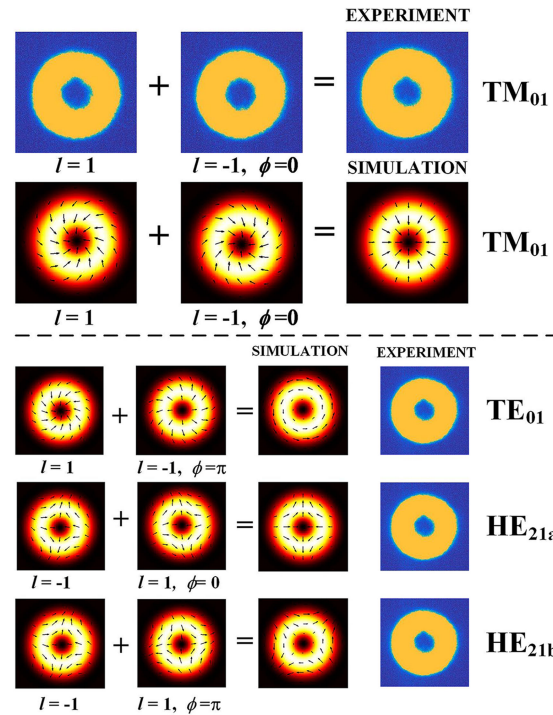 EXPERIMENT
+ = TM₀₁
l = 1 l = -1, ϕ=0 SIMULATION
+ = TM₀₁
l = 1 l = -1, ϕ=0
SIMULATION EXPERIMENT
+ = TE₀₁
l = 1 l = -1, ϕ=π
+ = HE₂₁ₐ
l = -1 l = 1, ϕ= 0
+ = HE₂₁b
l = -1 l = 1, ϕ=π